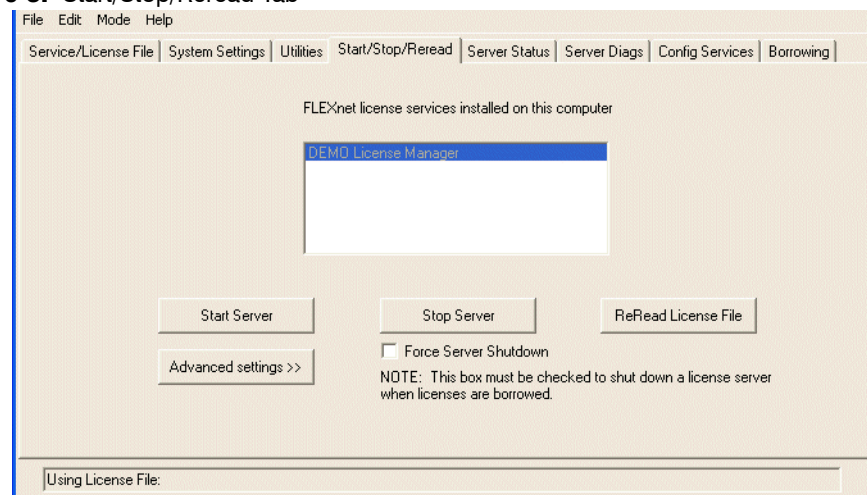 Start/Stop/Reread Tab
File Edit Mode Help
Service/License File System Settings Utilities Start/Stop/Reread Server Status Server Diags Config Services Borrowing
FLEXnet license services installed on this computer
DEMO License Manager
Start Server Stop Server ReRead License File
Advanced settings >> Force Server Shutdown
NOTE: This box must be checked to shut down a license server
when licenses are borrowed.
Using License File: